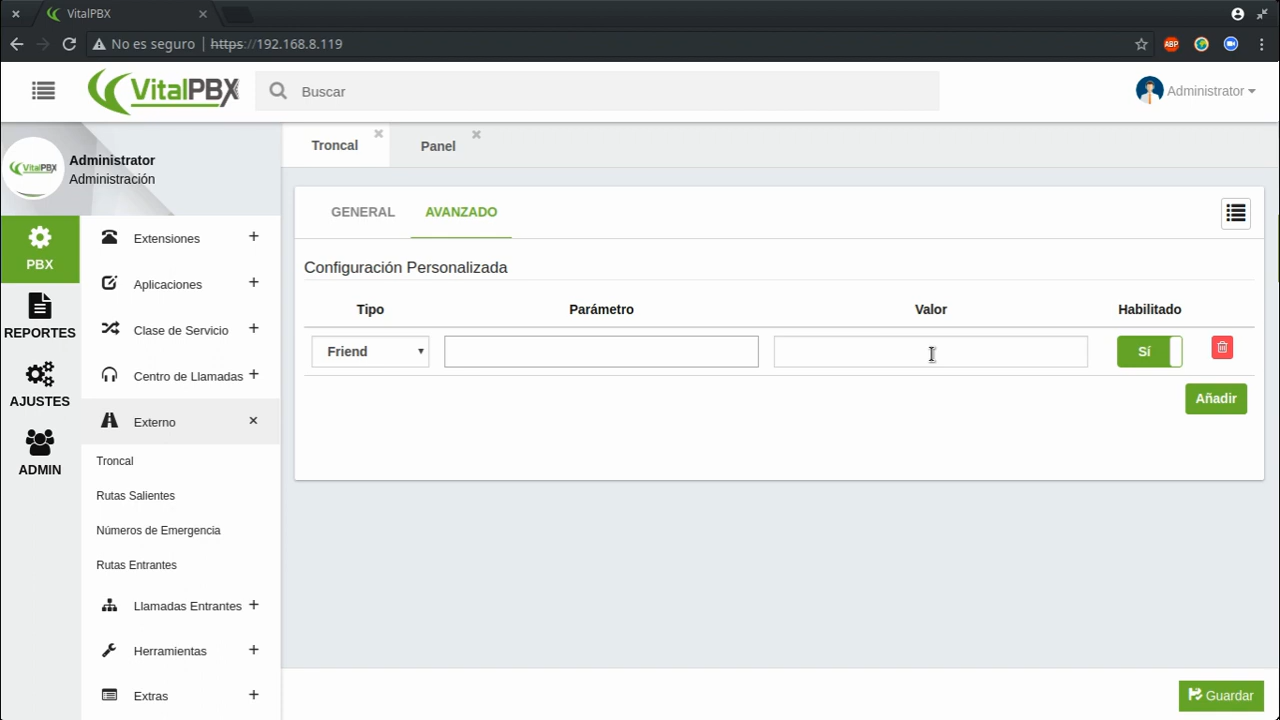 VitalPBX
No es seguro | https://192.168.8.119
ABP
VitalPBX
Buscar
Administrator
VitalPBX
Administrator
Administración
Troncal
Panel
PBX
REPORTES
AJUSTES
ADMIN
Extensiones
Aplicaciones
Clase de Servicio
Centro de Llamadas
Externo
Troncal
Rutas Salientes
Números de Emergencia
Rutas Entrantes
Llamadas Entrantes
Herramientas
Extras
GENERAL
AVANZADO
Configuración Personalizada
Tipo Parámetro Valor Habilitado
Friend Sí
Añadir
Guardar